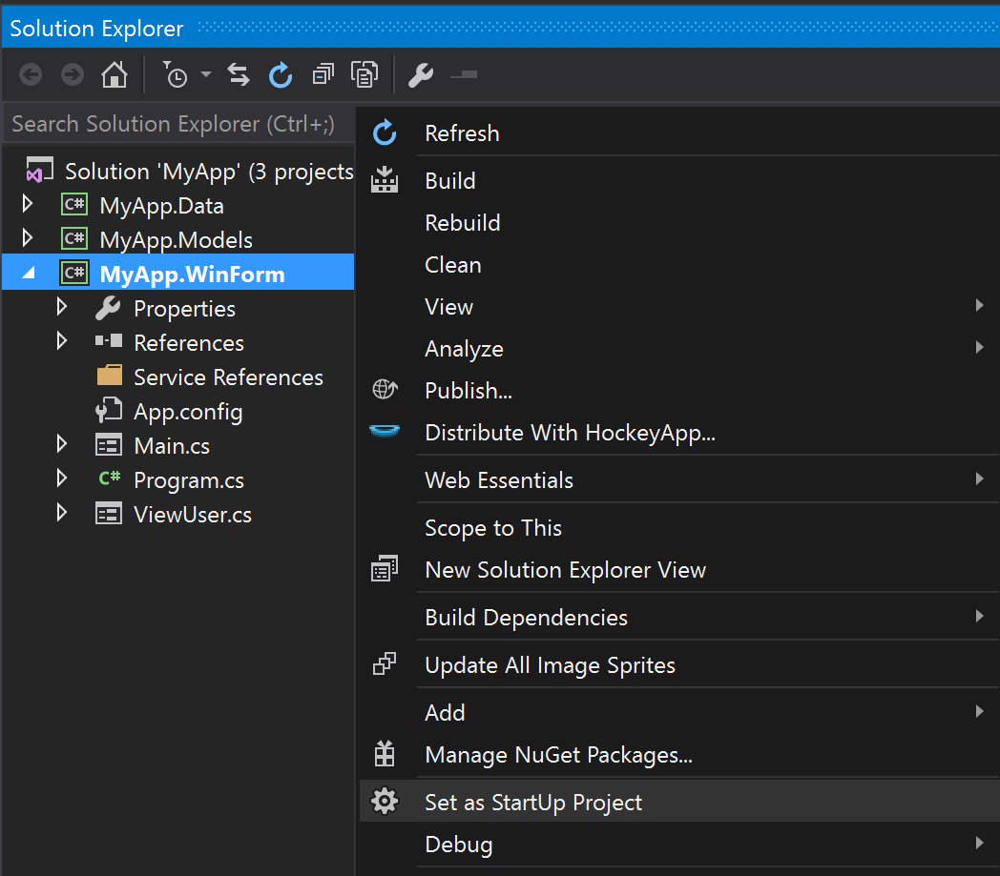 Solution Explorer
Search Solution Explorer (Ctrl+;)
Solution 'MyApp' (3 projects
C# MyApp.Data
C# MyApp.Models
C# MyApp.WinForm
Properties
References
Service References
App.config
Main.cs
C# Program.cs
ViewUser.cs
Refresh
Build
Rebuild
Clean
View
Analyze
Publish...
Distribute With HockeyApp...
Web Essentials
Scope to This
New Solution Explorer View
Build Dependencies
Update All Image Sprites
Add
Manage NuGet Packages...
Set as StartUp Project
Debug